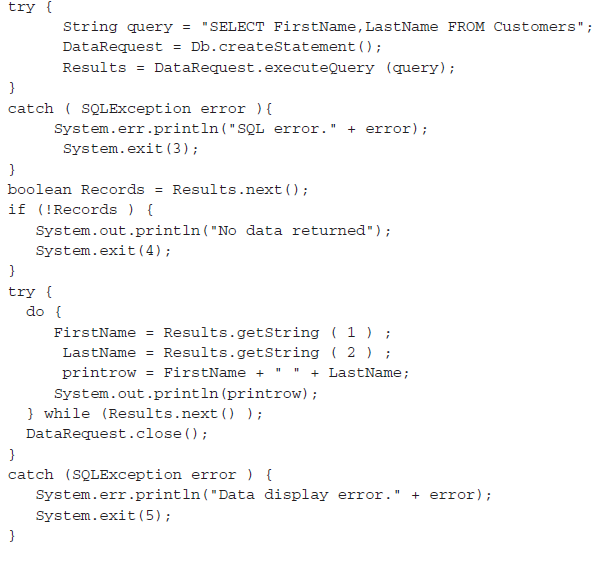 try {
      String query = "SELECT FirstName,LastName FROM Customers";
      DataRequest = Db.createStatement();
      Results = DataRequest.executeQuery (query);
}
catch ( SQLException error ){
     System.err.println("SQL error." + error);
      System.exit(3);
}
boolean Records = Results.next();
if (!Records ) {
   System.out.println("No data returned");
   System.exit(4);
}
try {
  do {
     FirstName = Results.getString ( 1 ) ;
      LastName = Results.getString ( 2 ) ;
      printrow = FirstName + " " + LastName;
     System.out.println(printrow);
  } while (Results.next() );
  DataRequest.close();
}
catch (SQLException error ) {
   System.err.println("Data display error." + error);
   System.exit(5);
}